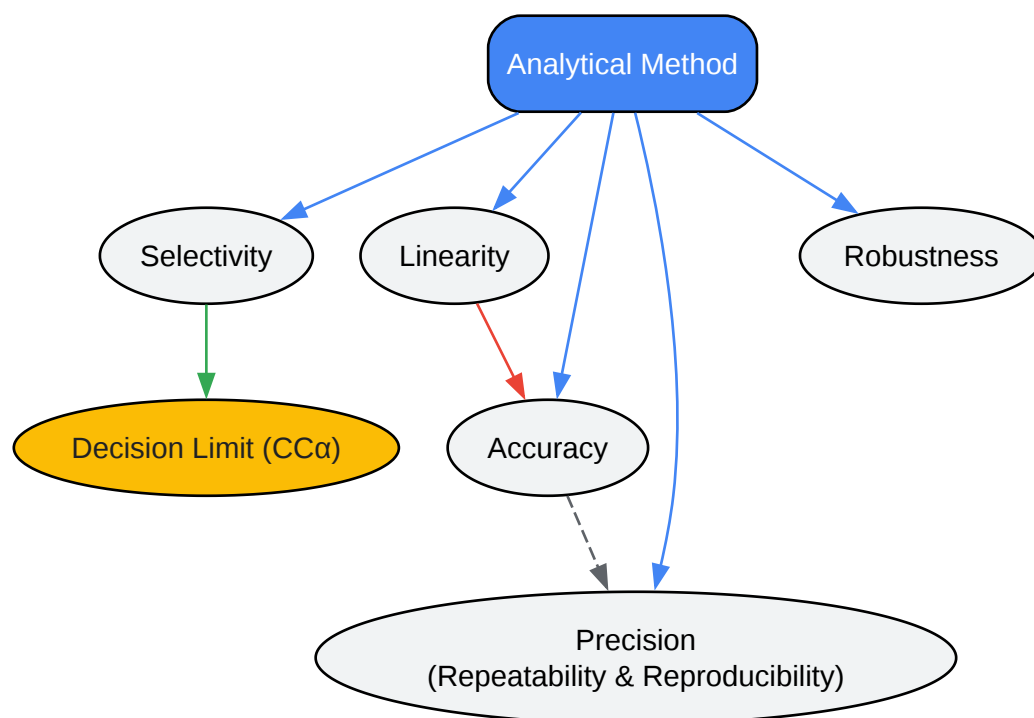 Analytical Method
Selectivity
Linearity
Robustness
Decision Limit (CCα)
Accuracy
Precision
(Repeatability & Reproducibility)